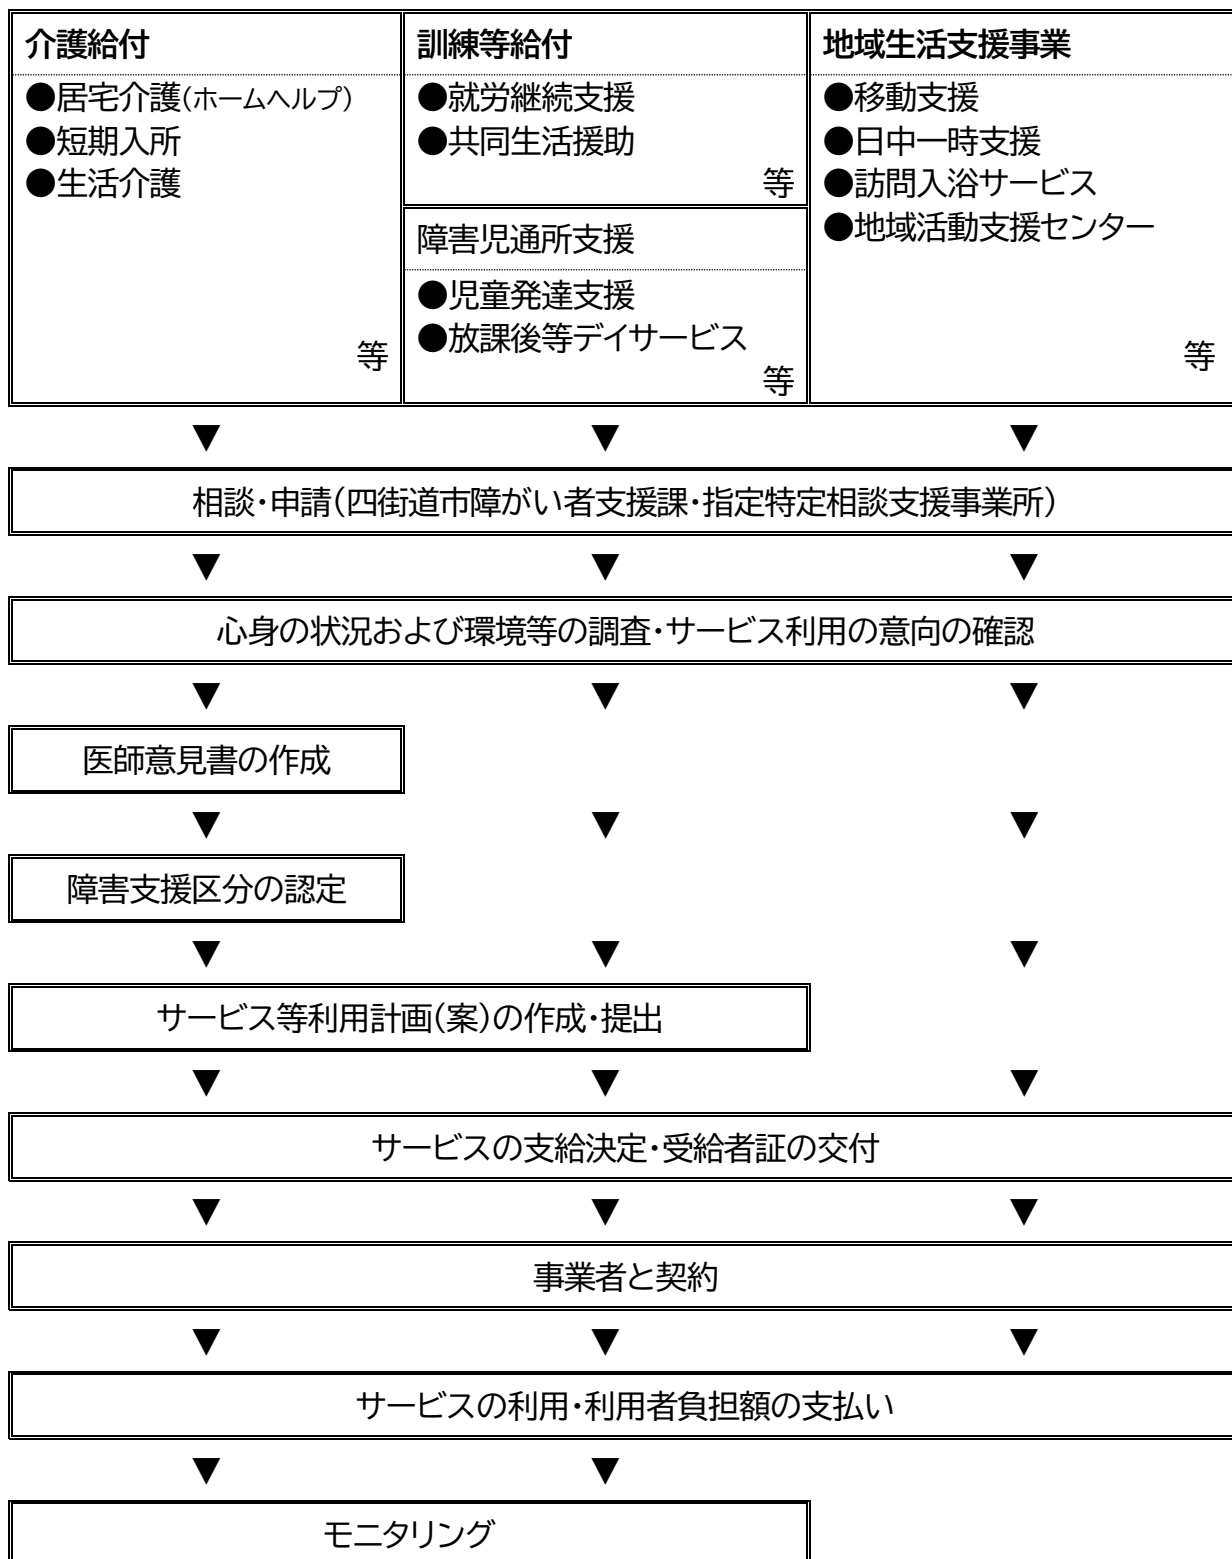 介護給付
●居宅介護(ホームヘルプ)
●短期入所
●生活介護
等
訓練等給付
●就労継続支援
●共同生活援助
等
障害児通所支援
●児童発達支援
●放課後等デイサービス
等
地域生活支援事業
●移動支援
●日中一時支援
●訪問入浴サービス
●地域活動支援センター
等
▼ ▼ ▼
相談・申請(四街道市障がい者支援課・指定特定相談支援事業所)
▼ ▼ ▼
心身の状況および環境等の調査・サービス利用の意向の確認
▼ ▼ ▼
医師意見書の作成
▼ ▼ ▼
障害支援区分の認定
▼ ▼ ▼
サービス等利用計画(案)の作成・提出
▼ ▼ ▼
サービスの支給決定・受給者証の交付
▼ ▼ ▼
事業者と契約
▼ ▼ ▼
サービスの利用・利用者負担額の支払い
▼ ▼
モニタリング